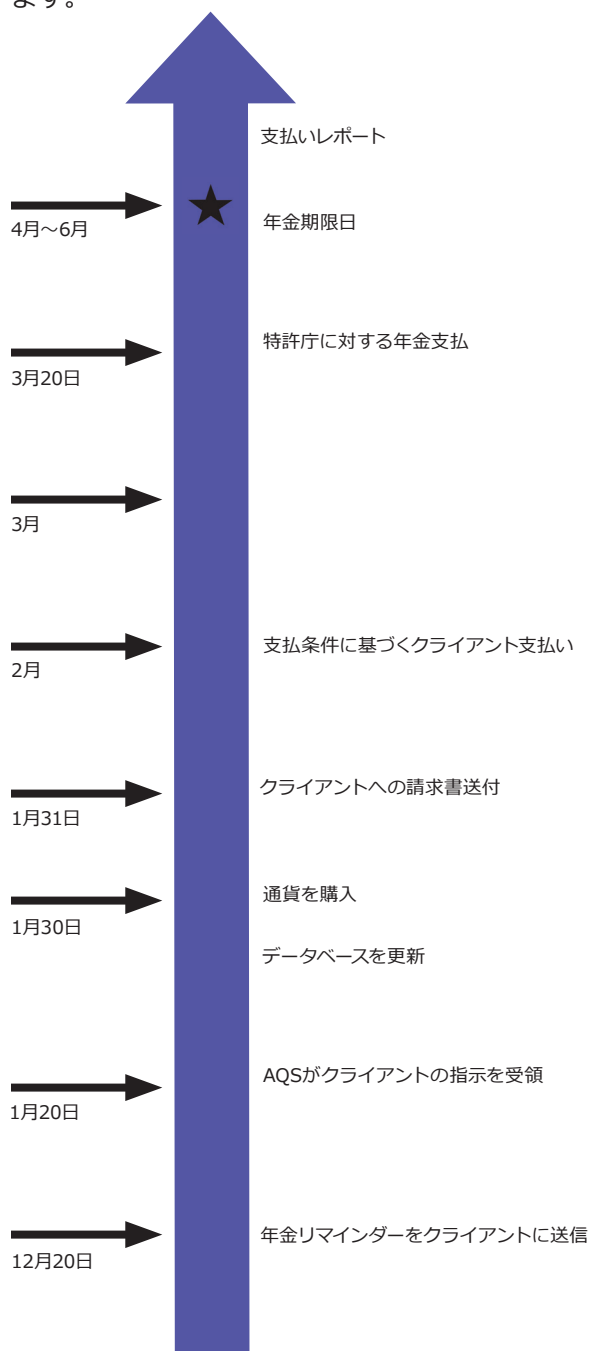 ます。
支払いレポート
4月～6月
年金期限日
特許庁に対する年金支払
3月20日
3月
支払条件に基づくクライアント支払い
2月
クライアントへの請求書送付
1月31日
通貨を購入
1月30日
データベースを更新
AQSがクライアントの指示を受領
1月20日
年金リマインダーをクライアントに送信
12月20日